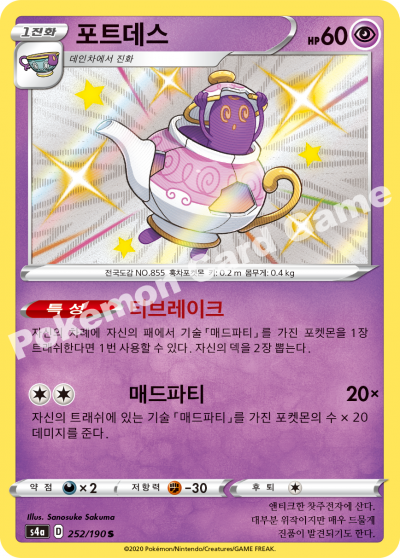 1진화
포트데스
HP60
데인차에서 진화
Pokémon Card Game
전국도감 NO.855 홍차포켓몬 키: 0.2 m 몸무게: 0.4 kg
특성 티브레이크
자신의 차례에 자신의 패에서 기술 「매드파티」를 가진 포켓몬을 1장
트래쉬한다면 1번 사용할 수 있다. 자신의 덱을 2장 뽑는다.
매드파티 20×
자신의 트래쉬에 있는 기술 「매드파티」를 가진 포켓몬의 수 × 20
데미지를 준다.
약점 ×2 저항력 -30 후퇴
Illus. Sanosuke Sakuma
앤티크한 찻주전자에 산다.
s4a D 252/190 S
대부분 위작이지만 매우 드물게
진품이 발견되기도 한다.
©2020 Pokémon/Nintendo/Creatures/GAME FREAK.